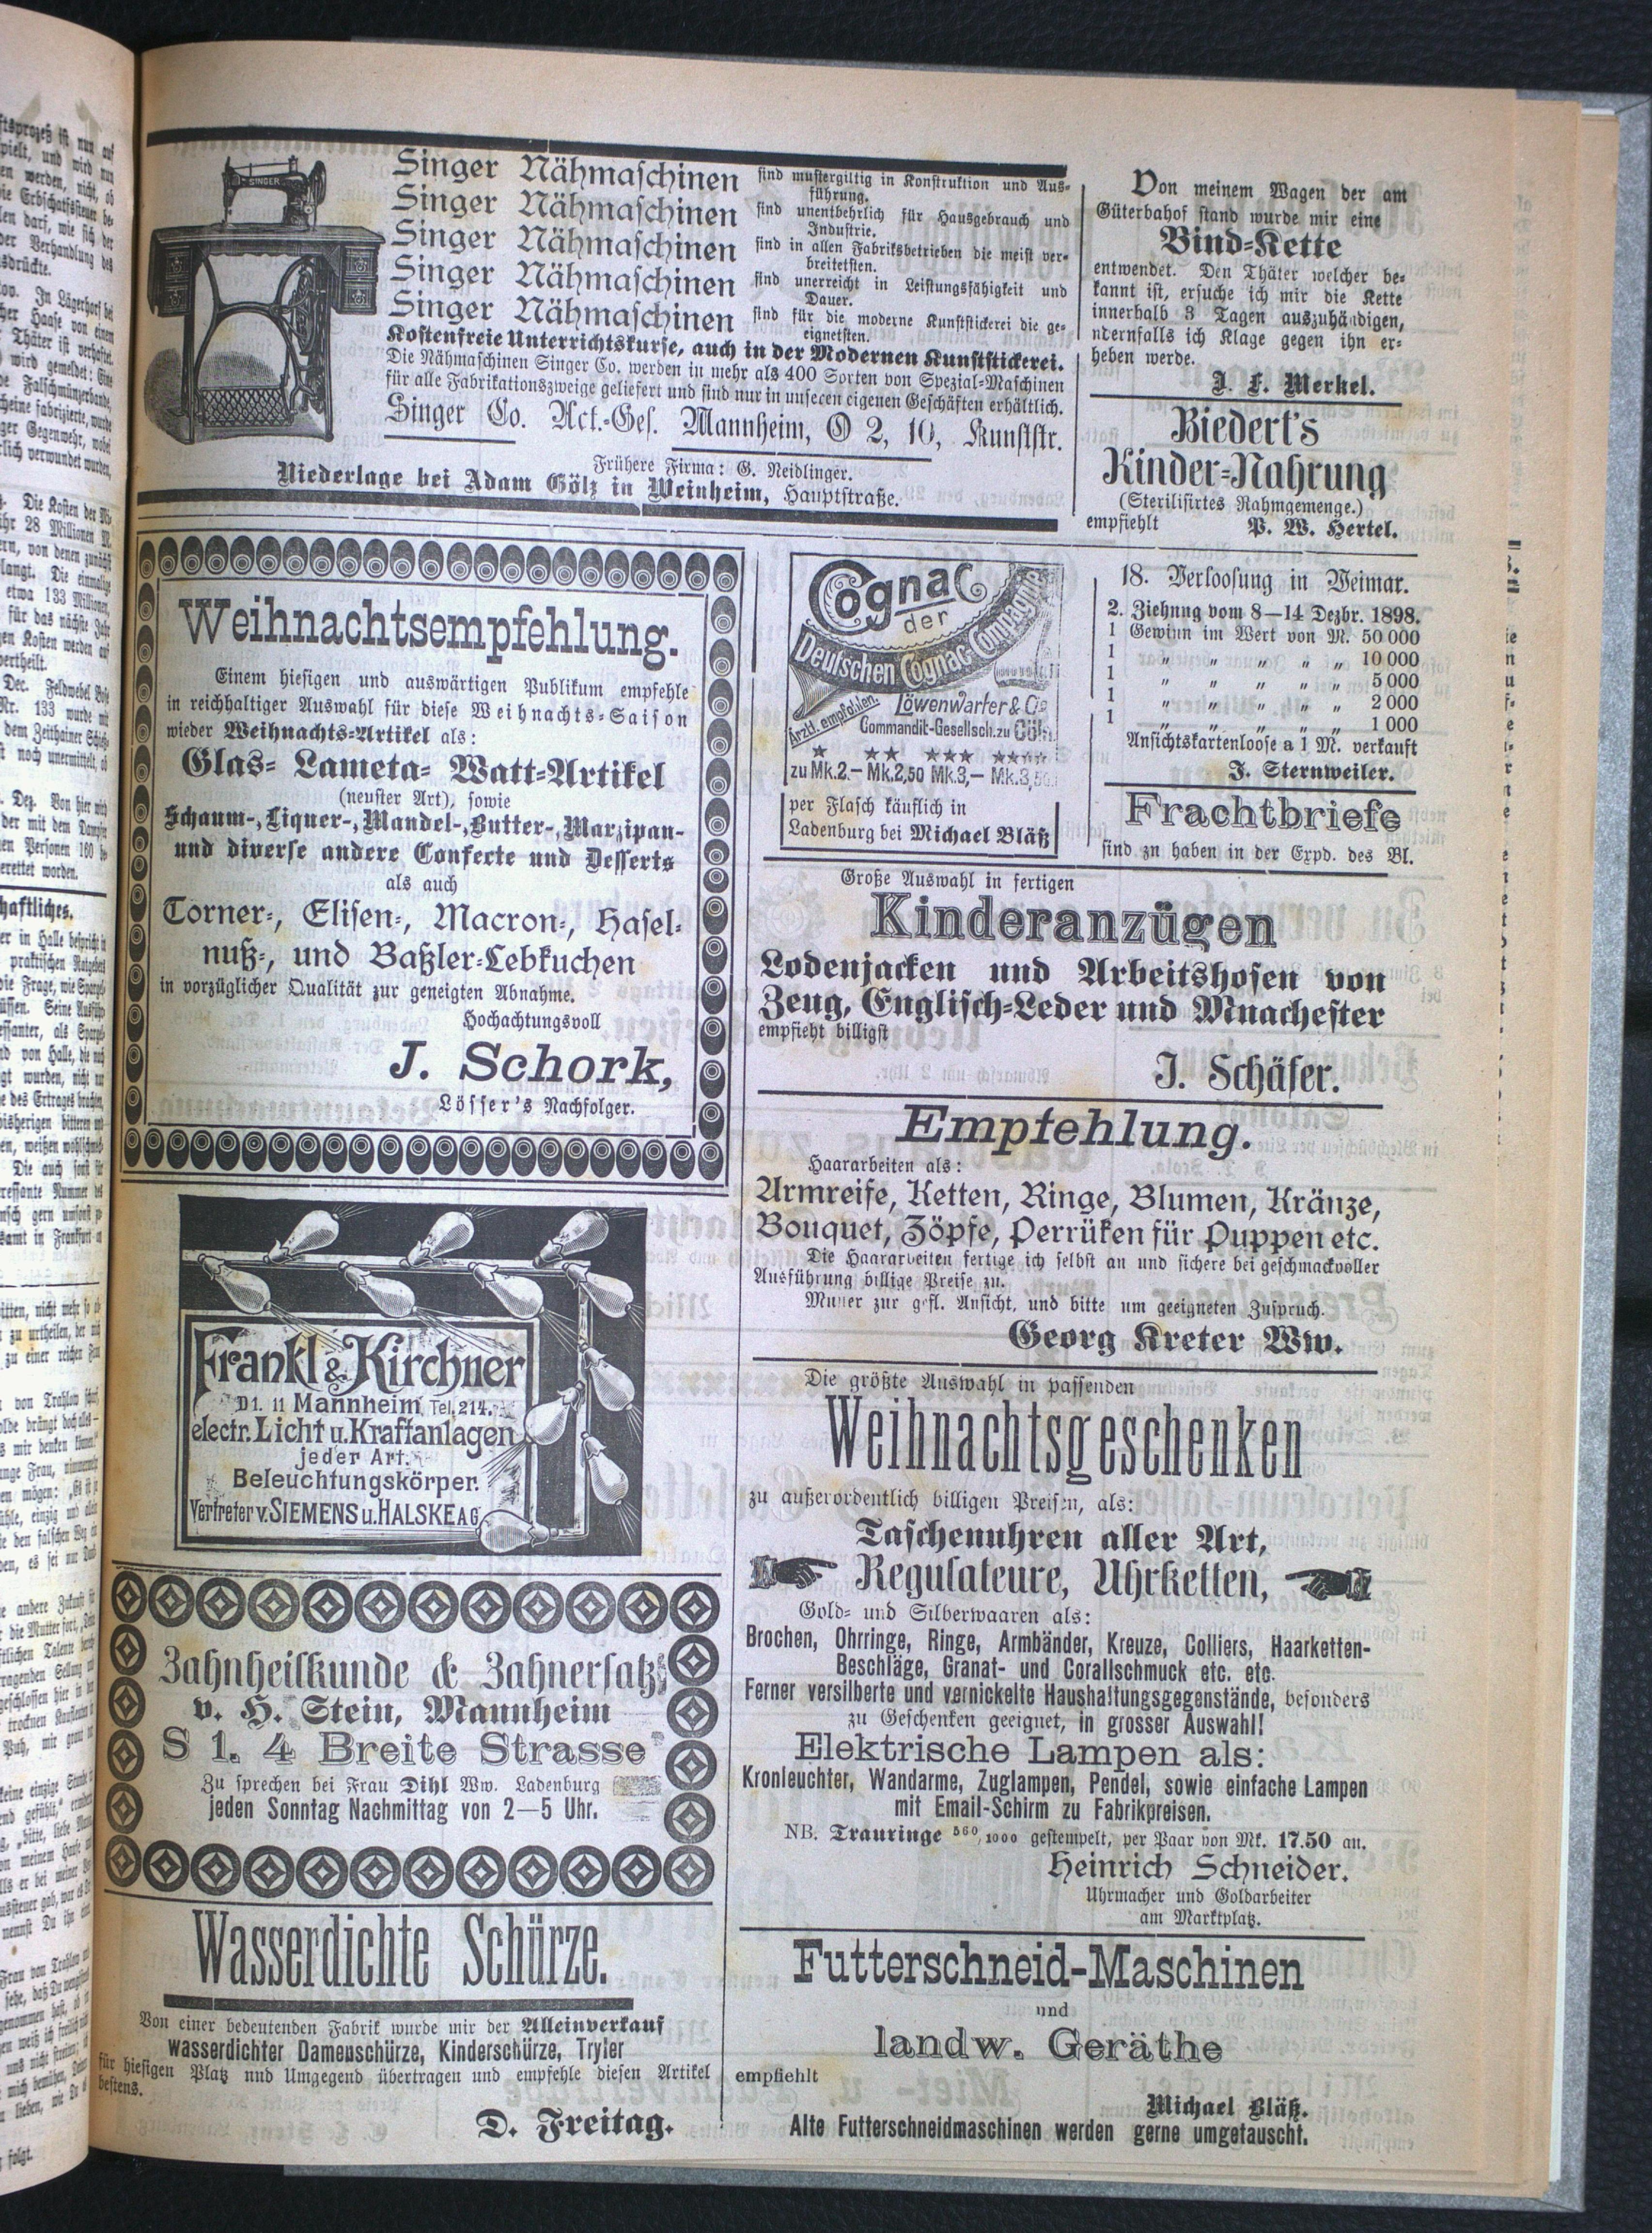 SINGER
Singer Nähmaschinen sind mustergiltig in Konstruktion und Aus-
führung.
Singer Nähmaschinen sind unentbehrlich für Hausgebrauch und
Industrie.
Singer Nähmaschinen sind in allen Fabriksbetrieben die meist ver-
breitetsten.
Singer Nähmaschinen sind unerreicht in Leistungsfähigkeit und
Dauer.
Singer Nähmaschinen sind für die moderne Kunststickerei die ge-
eignetsten.
Kostenfreie Unterrichtskurse, auch in der Modernen Kunststickerei.
Die Nähmaschinen Singer Co. werden in mehr als 400 Sorten von Spezial-Maschinen
für alle Fabrikationszweige geliefert und sind nur in unseren eigenen Geschäften erhältlich.
Singer Co. Act.-Ges. Mannheim, O 2, 10, Kunststr.
Frühere Firma: G. Neidlinger.
Niederlage bei Adam Gölz in Weinheim, Hauptstraße.
Von meinem Wagen der am
Güterbahof stand wurde mir eine
Bind-Kette
entwendet. Den Thäter welcher be-
kannt ist, ersuche ich mir die Kette
innerhalb 3 Tagen auszuhändigen,
ndernfalls ich Klage gegen ihn er-
heben werde.
J. F. Merkel.
Biedert's
Kinder-Nahrung
(Sterilisirtes Rahmgemenge.)
empfiehlt P. W. Hertel.
Weihnachtsempfehlung.
Einem hiesigen und auswärtigen Publikum empfehle
in reichhaltiger Auswahl für diese Weihnachts-Saison
wieder Weihnachts-Artikel als:
Glas- Lameta- Watt-Artikel
(neuster Art), sowie
Schaum-, Liquer-, Mandel-, Butter-, Marzipan-
und diverse andere Confecte und Desserts
als auch
Torner-, Elisen-, Macron-, Hasel-
nuß-, und Baßler-Lebkuchen
in vorzüglicher Qualität zur geneigten Abnahme.
Hochachtungsvoll
J. Schork,
Lösser's Nachfolger.
Cognac
der
Deutschen Cognac-Compagnie
Löwenwarter & Cie
Commandit-Gesellsch. zu Cöln
Ärztl. empfohlen.
* ** *** ****
zu Mk.2.– Mk.2,50 Mk.3,– Mk.3,50.
per Flasch käuflich in
Ladenburg bei Michael Bläß
18. Verloosung in Weimar.
2. Ziehung vom 8—14 Dezbr. 1898.
1 Gewinn im Wert von M. 50 000
1 „ „ „ „ „ 10 000
1 „ „ „ „ „ 5 000
1 „ „ „ „ „ 2 000
1 „ „ „ „ „ 1 000
Ansichtskartenloose a 1 M. verkauft
J. Sternweiler.
Frachtbriefe
sind zn haben in der Expd. des Bl.
Große Auswahl in fertigen
Kinderanzügen
Lodenjacken und Arbeitshosen von
Zeug, Englisch-Leder und Mnachester
empfieht billigst
J. Schäfer.
Empfehlung.
Haararbeiten als:
Armreife, Ketten, Ringe, Blumen, Kränze,
Bouquet, Zöpfe, Perrüken für Puppen etc.
Die Haararbeiten fertige ich selbst an und sichere bei geschmackvoller
Ausführung billige Preise zu.
Muster zur gefl. Ansicht, und bitte um geeigneten Zuspruch.
Georg Kreter Ww.
Frankl & Kirchner
D1. 11 Mannheim, Tel. 214.
electr. Licht u. Kraftanlagen
jeder Art.
Beleuchtungskörper.
Vertreter v. SIEMENS u. HALSKE AG
Die größte Auswahl in passenden
Weihnachtsgeschenken
zu außerordentlich billigen Preisen, als:
Taschenuhren aller Art,
Regulateure, Uhrketten,
Gold- und Silberwaaren als:
Brochen, Ohrringe, Ringe, Armbänder, Kreuze, Colliers, Haarketten-
Beschläge, Granat- und Corallschmuck etc. etc.
Ferner versilberte und vernickelte Haushaltungsgegenstände, besonders
zu Geschenken geeignet, in grosser Auswahl!
Elektrische Lampen als:
Kronleuchter, Wandarme, Zuglampen, Pendel, sowie einfache Lampen
mit Email-Schirm zu Fabrikpreisen.
NB. Trauringe 560/1000 gestempelt, per Paar von Mk. 17.50 an.
Heinrich Schneider.
Uhrmacher und Goldarbeiter
am Marktplatz.
Zahnheilkunde & Zahnersatz
v. H. Stein, Mannheim
S 1. 4 Breite Strasse
Zu sprechen bei Frau Dihl Ww. Ladenburg
jeden Sonntag Nachmittag von 2—5 Uhr.
Wasserdichte Schürze.
Von einer bedeutenden Fabrik wurde mir der Alleinverkauf
wasserdichter Damenschürze, Kinderschürze, Tryler
für hiesigen Platz nnd Umgegend übertragen und empfehle diesen Artikel
bestens.
D. Freitag.
Futterschneid-Maschinen
und
landw. Geräthe
empfiehlt
Michael Bläß.
Alte Futterschneidmaschinen werden gerne umgetauscht.